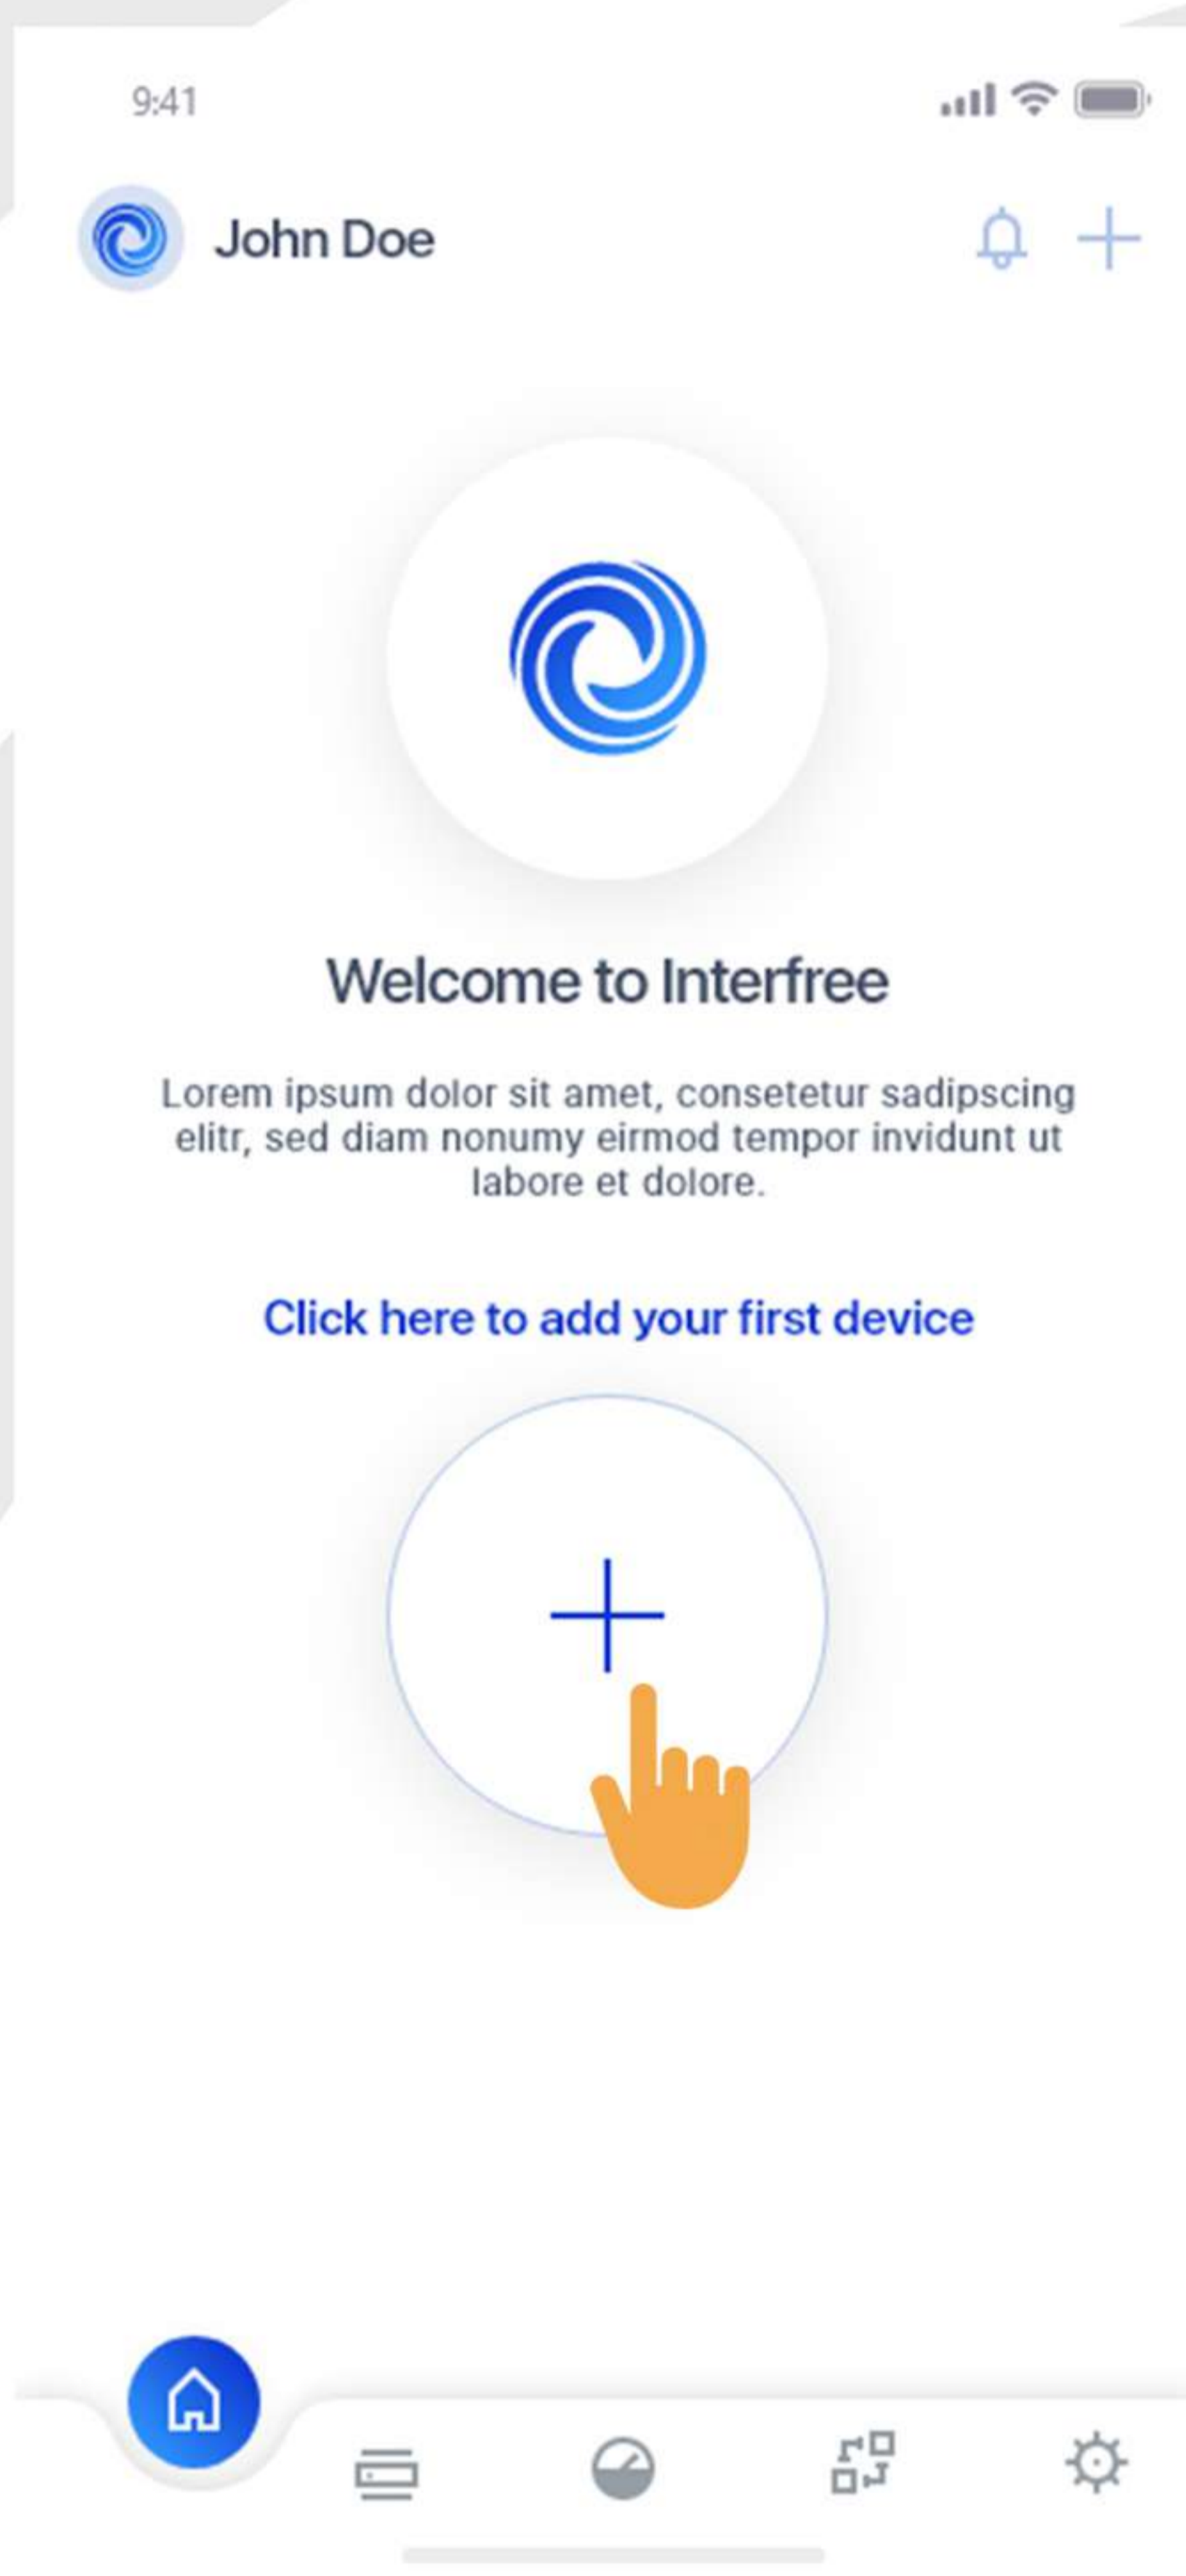 9:41
John Doe
Welcome to Interfree
Lorem ipsum dolor sit amet, consetetur sadipscing
elitr, sed diam nonumy eirmod tempor invidunt ut
labore et dolore.
Click here to add your first device